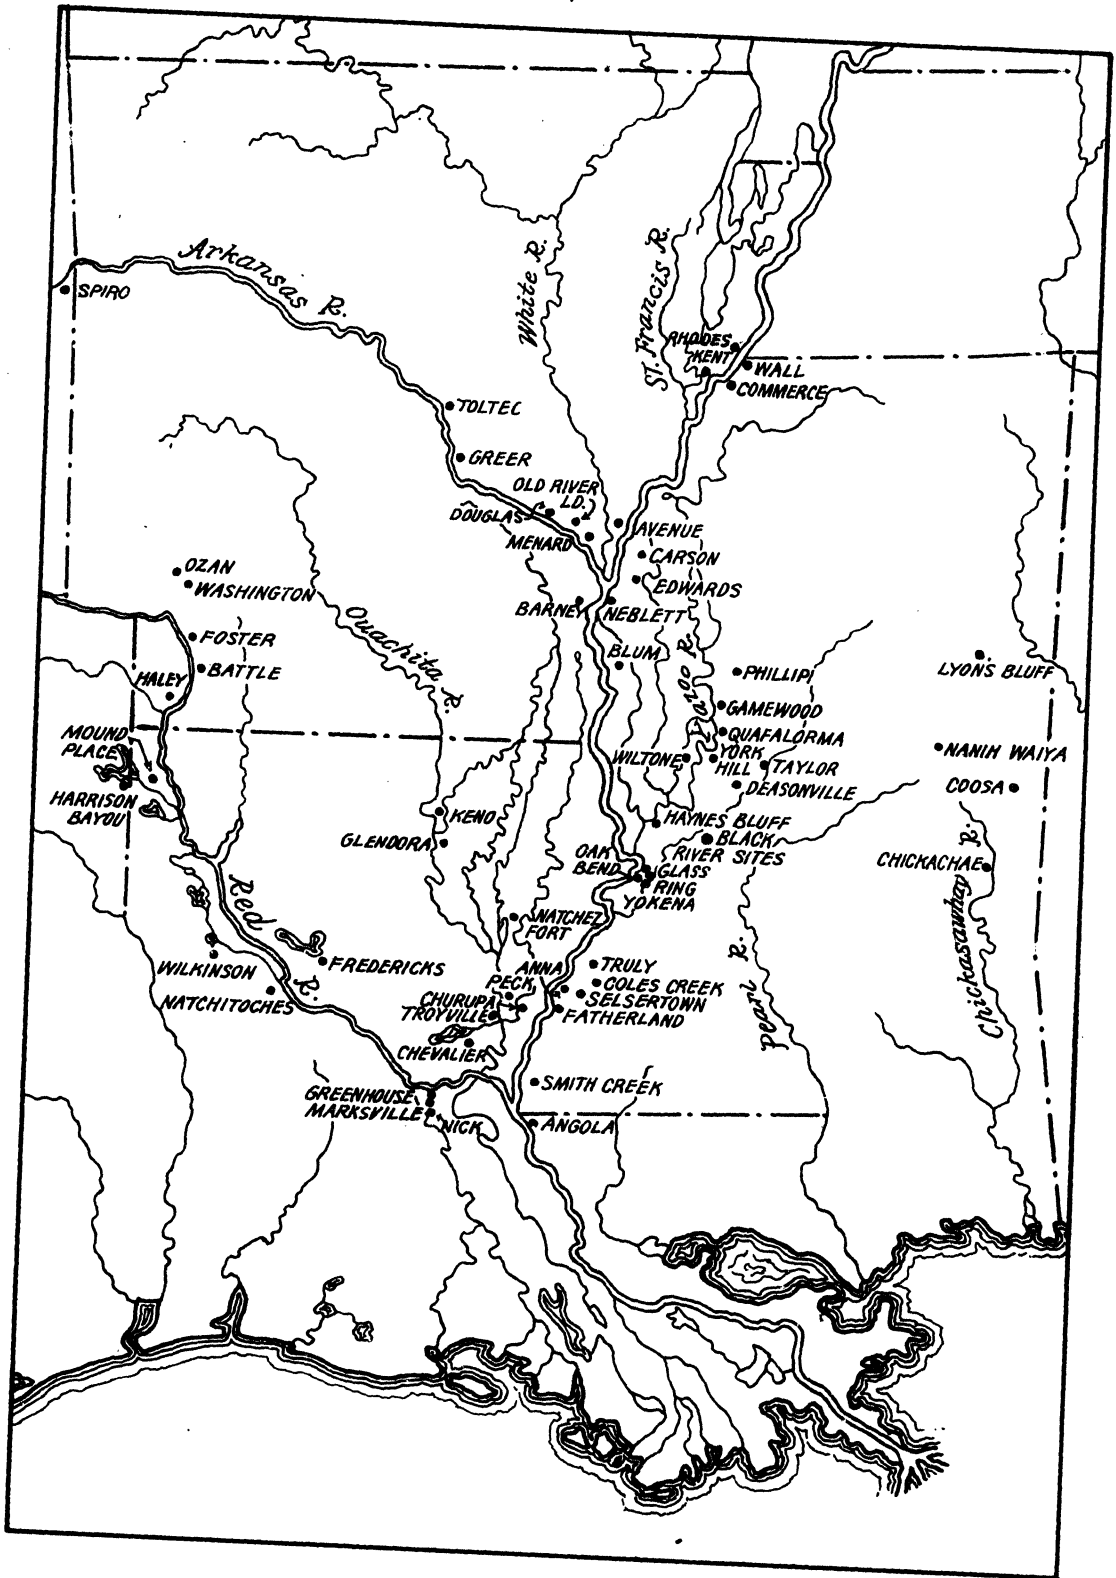 Arkansas R.
White R.
St. Francis R.
SPIRO
RHODES
KENT
WALL
COMMERCE
TOLTEC
GREER
OLD RIVER
LD.
DOUGLAS
MENARD
AVENUE
CARSON
EDWARDS
OZAN
WASHINGTON
BARNEY
NEBLETT
Ouachita R.
FOSTER
BATTLE
HALEY
BLUM
Yazoo R.
PHILLIPI
LYON'S BLUFF
GAMEWOOD
QUAFALORMA
MOUND
PLACE
WILTONE
YORK
HILL
TAYLOR
NANIH WAIYA
DEASONVILLE
COOSA
HARRISON
BAYOU
KENO
HAYNES BLUFF
GLENDORA
BLACK
RIVER SITES
OAK
BEND
GLASS
RING
YOKENA
CHICKACHAE
Chickasawhay R.
Red R.
NATCHEZ
FORT
Pearl R.
WILKINSON
FREDERICKS
NATCHITOCHES
ANNA
TRULY
PECK
COLES CREEK
CHURUPA
SELSERTOWN
TROYVILLE
FATHERLAND
CHEVALIER
SMITH CREEK
GREENHOUSE
MARKSVILLE
NICK
ANGOLA